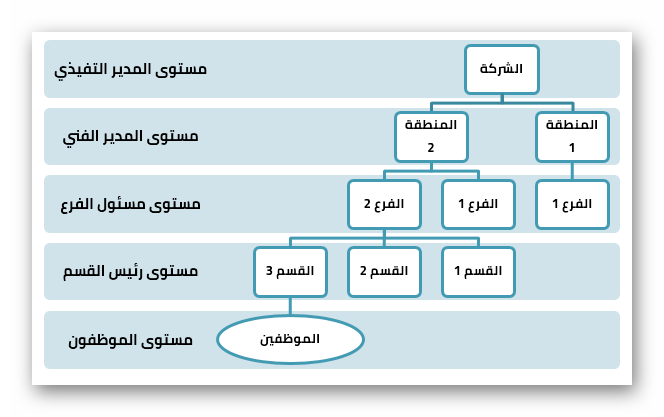 الشركة
مستوى المدير التفيذي
المنطقة
1
المنطقة
2
مستوى المدير الفني
الفرع 1
الفرع 1
الفرع 2
مستوى مسئول الفرع
القسم 1
القسم 2
القسم 3
مستوى رئيس القسم
الموظفين
مستوى الموظفون